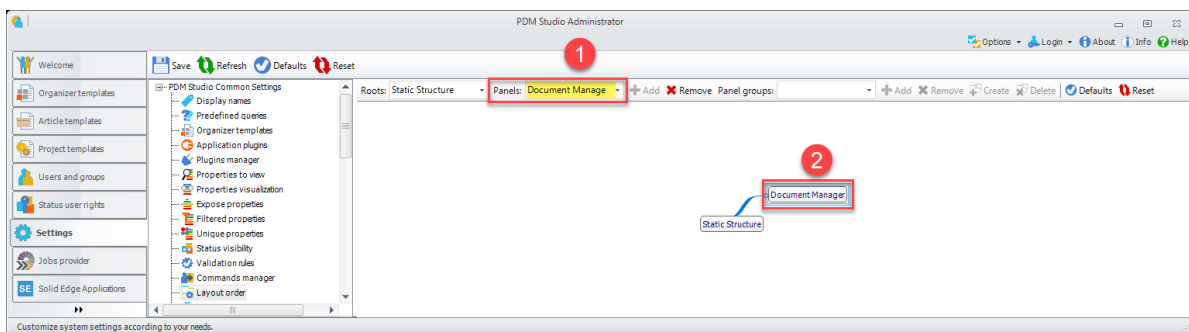 PDM Studio Administrator
Options Login About Info Help
1
Welcome
Save Refresh Defaults Reset
Organizer templates
Article templates
Project templates
Users and groups
Status user rights
Settings
Jobs provider
SE Solid Edge Applications
PDM Studio Common Settings
Display names
Predefined queries
Organizer templates
Application plugins
Plugins manager
Properties to view
Properties visualization
Expose properties
Filtered properties
Unique properties
Status visibility
Validation rules
Commands manager
Layout order
Roots: Static Structure Panels: Document Manage Add Remove Panel groups: Add Remove Create Delete Defaults Reset
2
Document Manager
Static Structure
Customize system settings according to your needs.